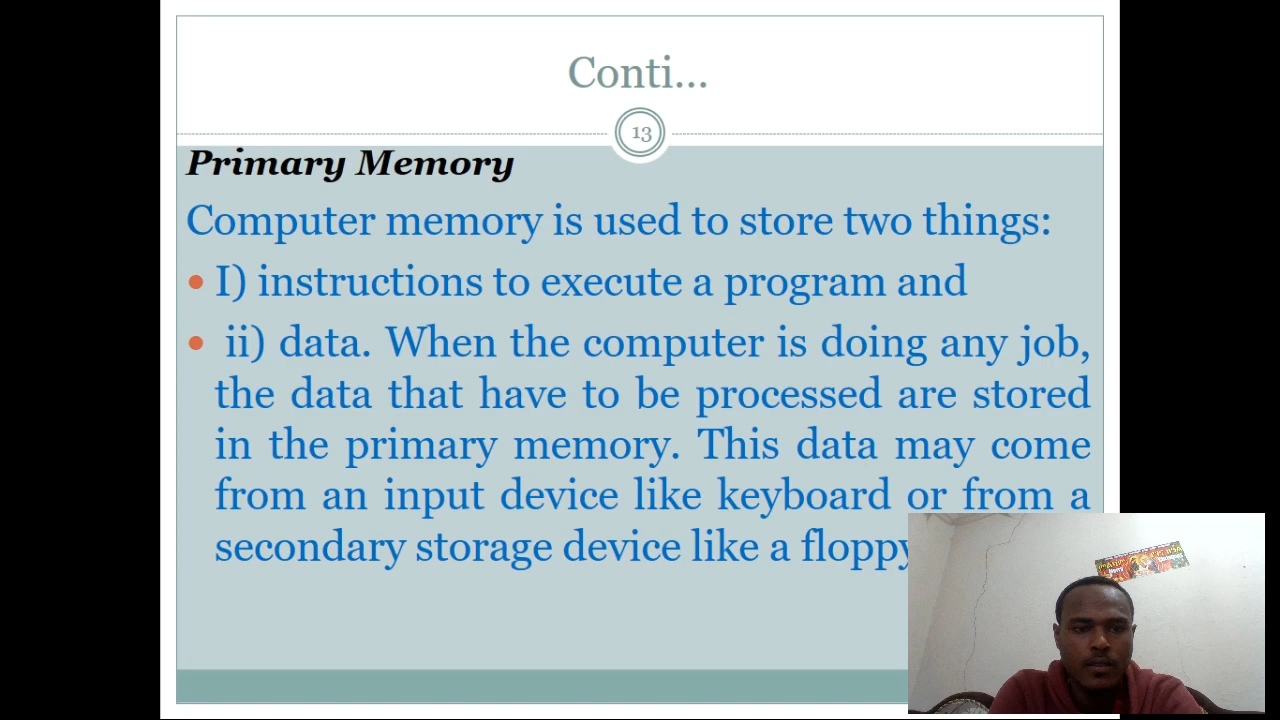 Conti...
13
Primary Memory
Computer memory is used to store two things:
• I) instructions to execute a program and
• ii) data. When the computer is doing any job,
the data that have to be processed are stored
in the primary memory. This data may come
from an input device like keyboard or from a
secondary storage device like a floppy